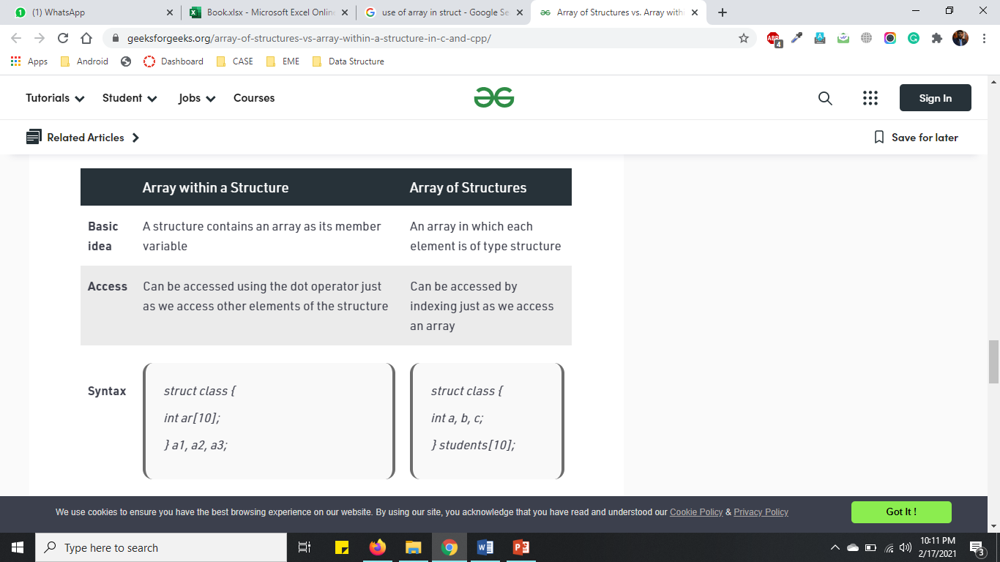 (1) WhatsApp
Book.xlsx - Microsoft Excel Online
use of array in struct - Google Se
Array of Structures vs. Array with
geeksforgeeks.org/array-of-structures-vs-array-within-a-structure-in-c-and-cpp/
ABP
4
Apps
Android
Dashboard
CASE
EME
Data Structure
Tutorials
Student
Jobs
Courses
Sign In
Related Articles
Save for later
Array within a Structure
Array of Structures
Basic
idea
A structure contains an array as its member
variable
An array in which each
element is of type structure
Access
Can be accessed using the dot operator just
as we access other elements of the structure
Can be accessed by
indexing just as we access
an array
Syntax
struct class {
int ar[10];
} a1, a2, a3;
struct class {
int a, b, c;
} students[10];
We use cookies to ensure you have the best browsing experience on our website. By using our site, you acknowledge that you have read and understood our Cookie Policy & Privacy Policy
Got It !
Type here to search
10:11 PM
2/17/2021
3